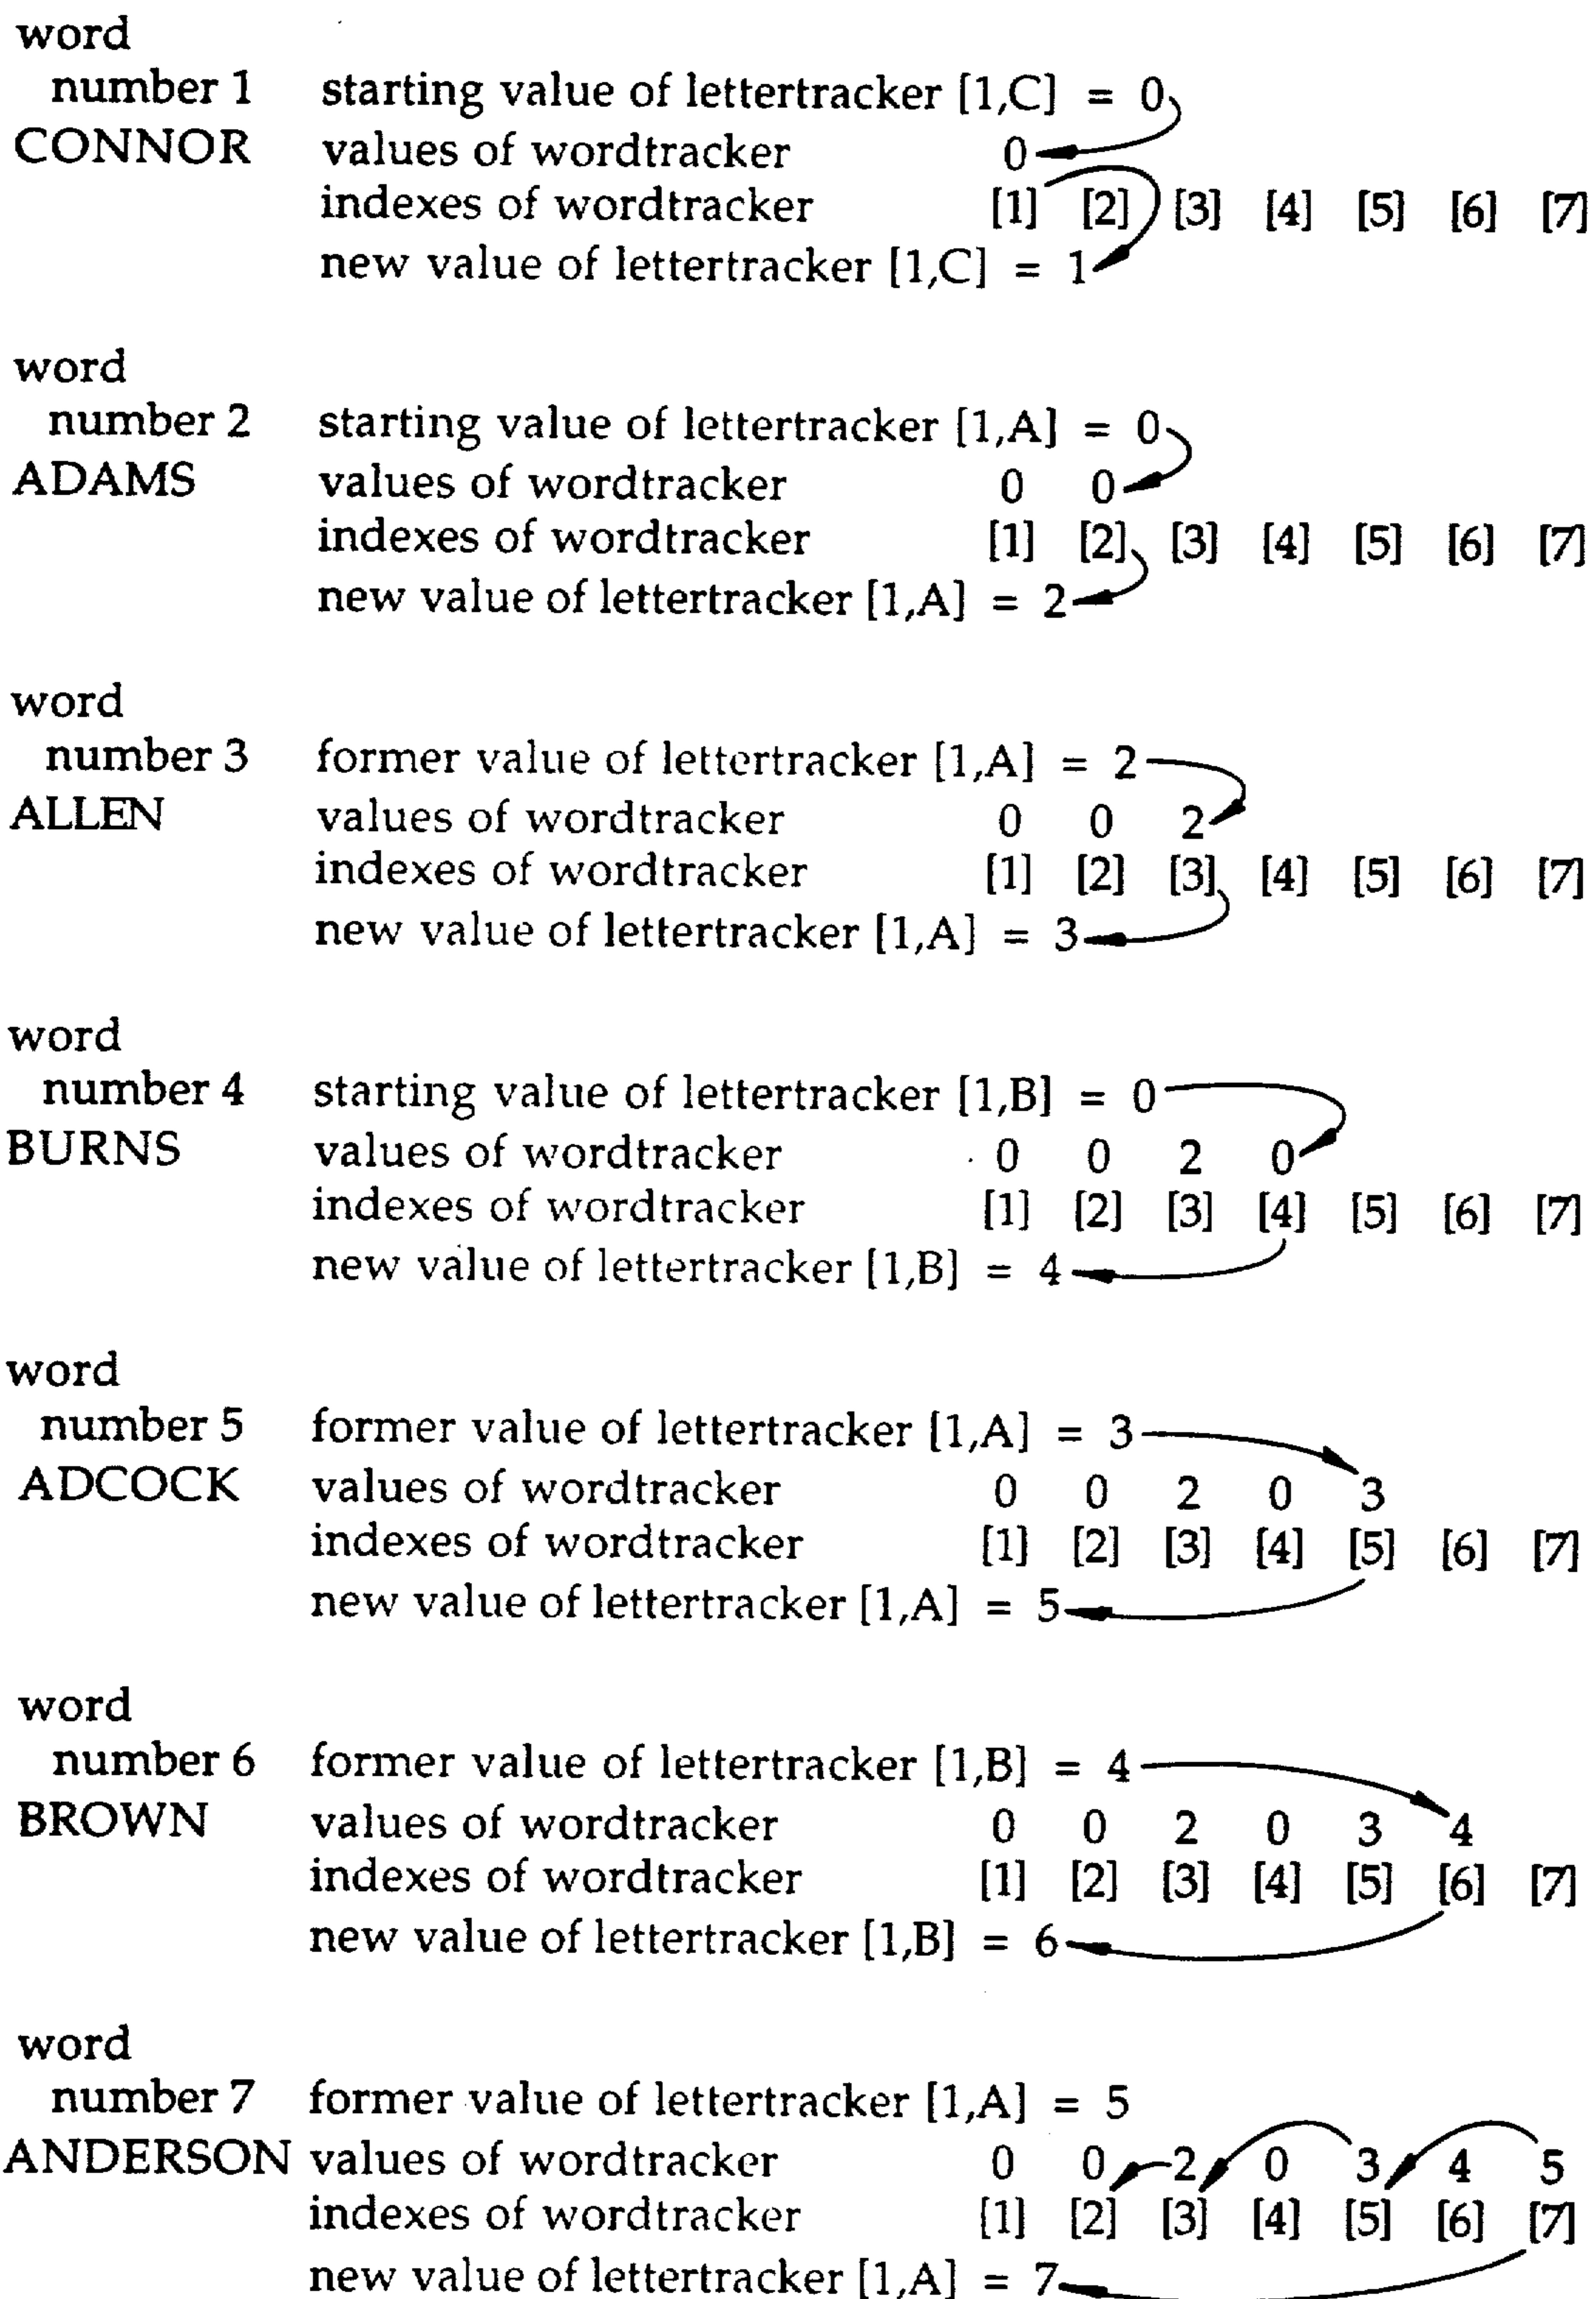 word
number 1 starting value of lettertracker [1,C] = 0
CONNOR values of wordtracker 0
indexes of wordtracker [1] [2] [3] [4] [5] [6] [7]
new value of lettertracker [1,C] = 1
word
number 2 starting value of lettertracker [1,A] = 0
ADAMS values of wordtracker 0 0
indexes of wordtracker [1] [2] [3] [4] [5] [6] [7]
new value of lettertracker [1,A] = 2
word
number 3 former value of lettertracker [1,A] = 2
ALLEN values of wordtracker 0 0 2
indexes of wordtracker [1] [2] [3] [4] [5] [6] [7]
new value of lettertracker [1,A] = 3
word
number 4 starting value of lettertracker [1,B] = 0
BURNS values of wordtracker 0 0 2 0
indexes of wordtracker [1] [2] [3] [4] [5] [6] [7]
new value of lettertracker [1,B] = 4
word
number 5 former value of lettertracker [1,A] = 3
ADCOCK values of wordtracker 0 0 2 0 3
indexes of wordtracker [1] [2] [3] [4] [5] [6] [7]
new value of lettertracker [1,A] = 5
word
number 6 former value of lettertracker [1,B] = 4
BROWN values of wordtracker 0 0 2 0 3 4
indexes of wordtracker [1] [2] [3] [4] [5] [6] [7]
new value of lettertracker [1,B] = 6
word
number 7 former value of lettertracker [1,A] = 5
ANDERSON values of wordtracker 0 0 2 0 3 4 5
indexes of wordtracker [1] [2] [3] [4] [5] [6] [7]
new value of lettertracker [1,A] = 7